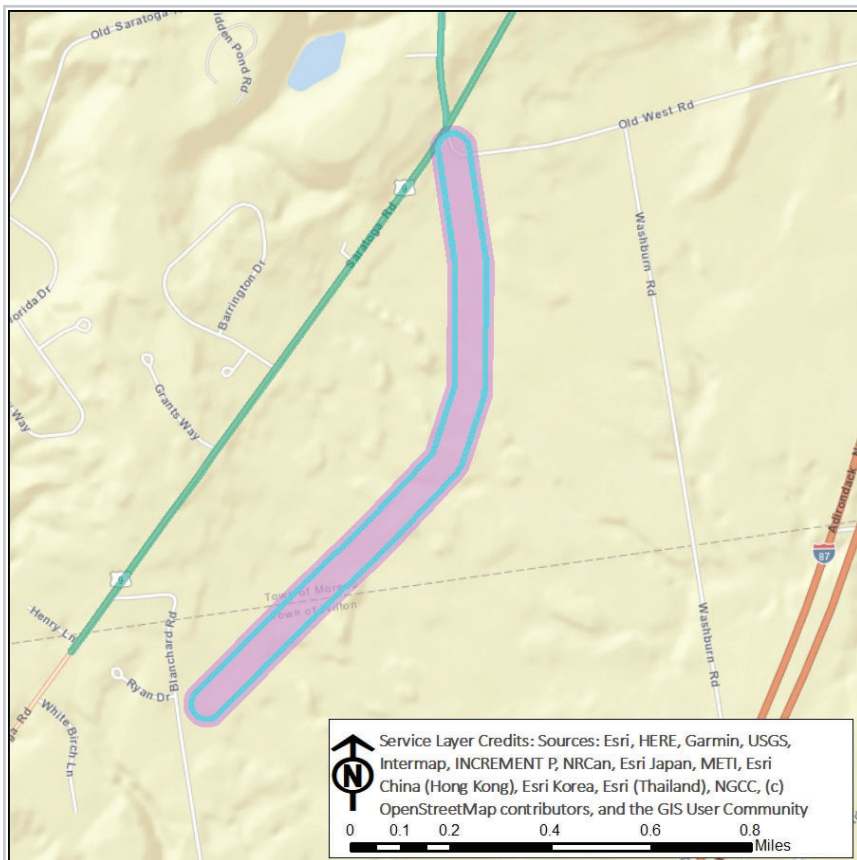 Old Saratoga
dden Pond Rd
Old West Rd
9
Saratoga Rd
Washburn Rd
Barrington Dr
lorida Dr
Grants Way
Way
Adirondack N
87
9
Town of Moreau
Town of Wilton
Henry Ln
Blanchard Rd
Ryan Dr
Washburn Rd
ga Rd
White Birch Ln
N
Service Layer Credits: Sources: Esri, HERE, Garmin, USGS,
Intermap, INCREMENT P, NRCan, Esri Japan, METI, Esri
China (Hong Kong), Esri Korea, Esri (Thailand), NGCC, (c)
OpenStreetMap contributors, and the GIS User Community
0 0.1 0.2 0.4 0.6 0.8
Miles